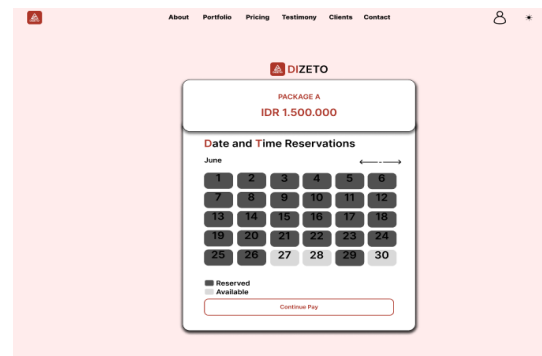 About Portfolio Pricing Testimony Clients Contact
DIZETO
PACKAGE A
IDR 1.500.000
Date and Time Reservations
June
1 2 3 4 5 6
7 8 9 10 11 12
13 14 15 16 17 18
19 20 21 22 23 24
25 26 27 28 29 30
Reserved
Available
Continue Pay